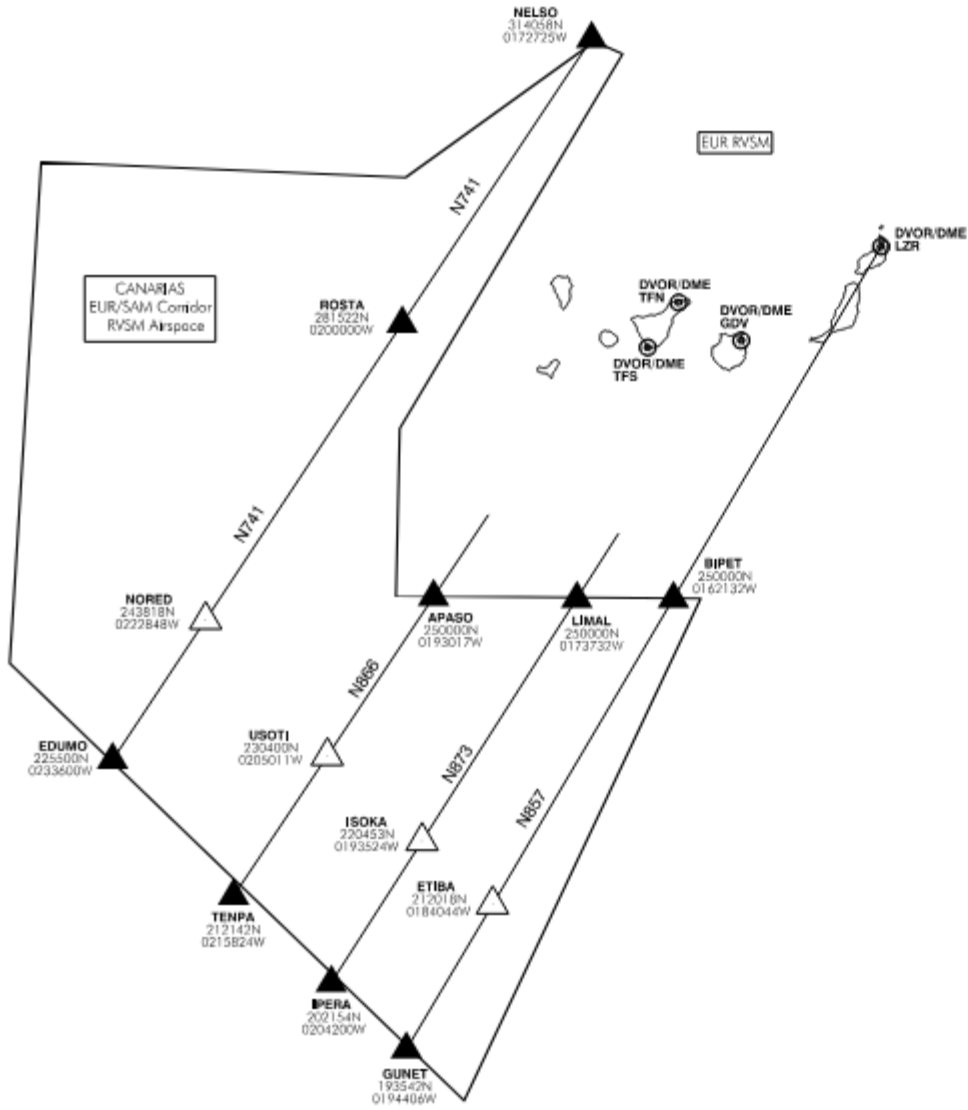 NELSO
314058N
0172725W
EUR RVSM
N741
DVOR/DME
LZR
CANARIAS
EUR/SAM Corridor
RVSM Airspace
ROSTA
281522N
0200000W
DVOR/DME
TFN
DVOR/DME
GDV
DVOR/DME
TFS
N741
BIPET
250000N
0162132W
NORED
243818N
0222848W
APASO
250000N
0193017W
LIMAL
250000N
0173732W
N866
EDUMO
225500N
0233600W
USOTI
230400N
0205011W
N873
N857
ISOKA
220453N
0193524W
ETIBA
212018N
0184044W
TENPA
212142N
0215824W
IPERA
202154N
0204200W
GUNET
193542N
0194406W